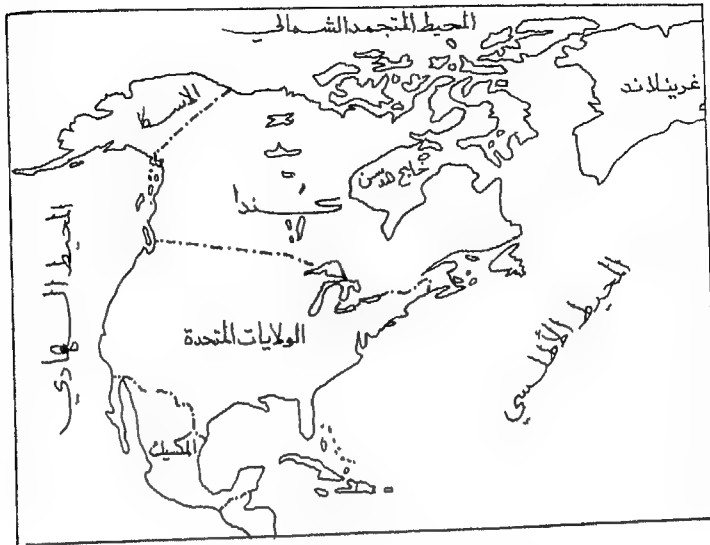 المحيط المتجمد الشمالي
غرينلاند
الاسكا
خليج هدسن
كندا
المحيط الهادي
المحيط الأطلسي
الولايات المتحدة
المكسيك